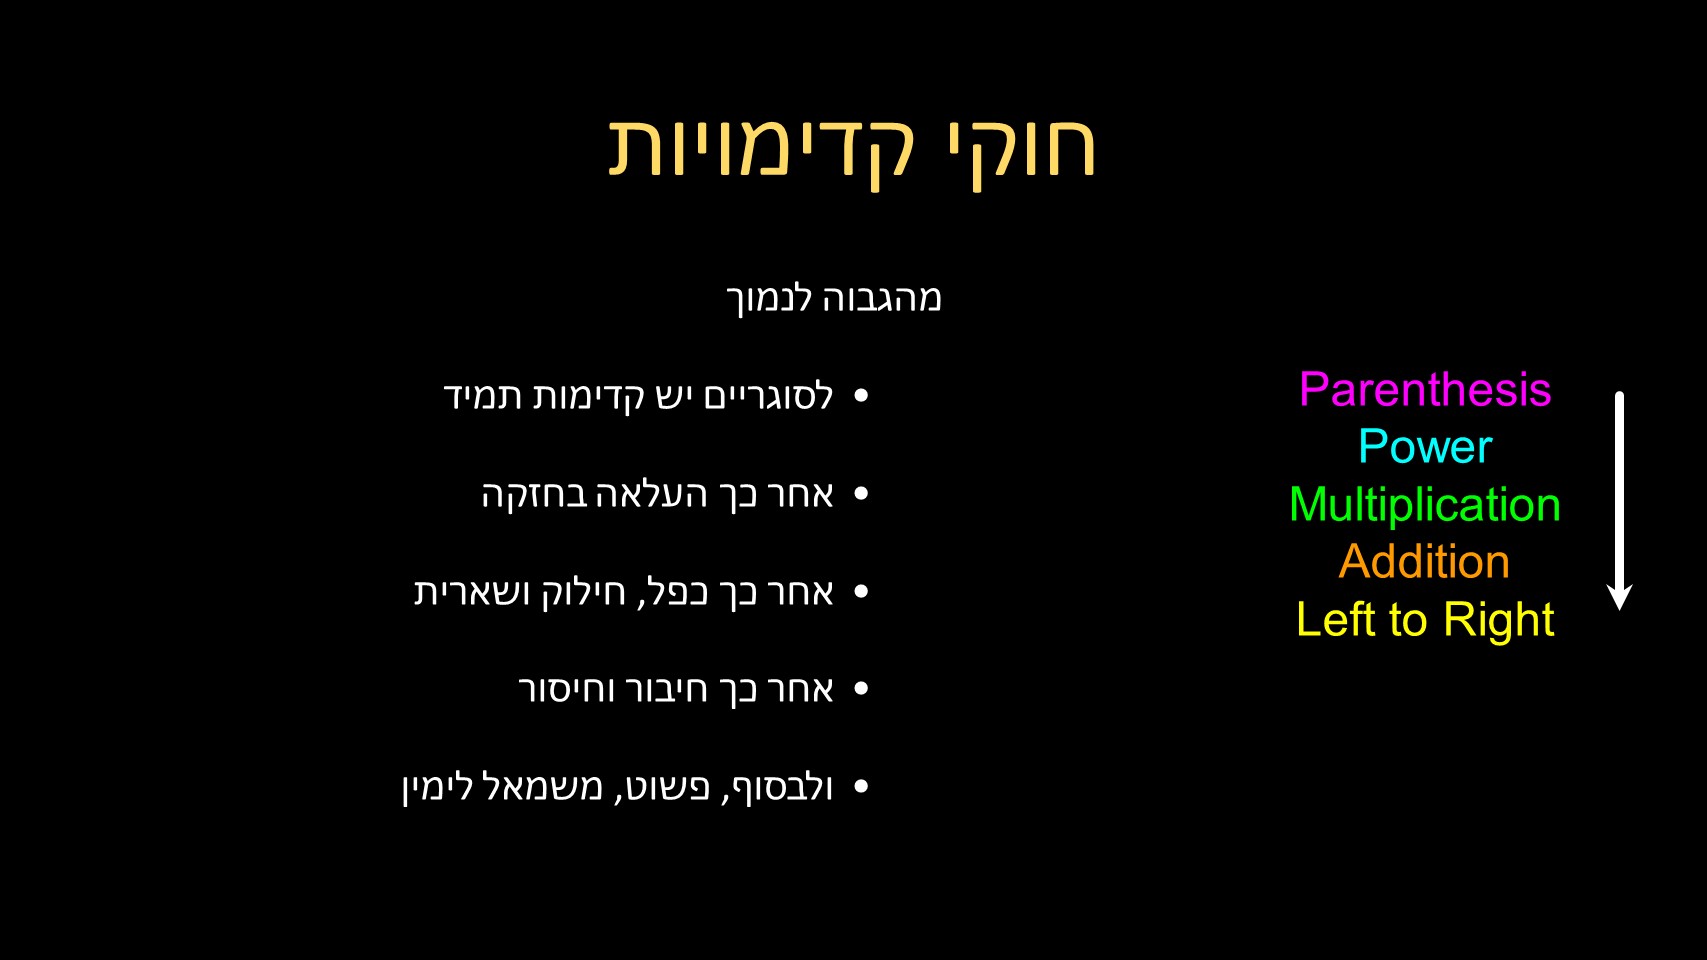 חוקי קדימויות
מהגבוה לנמוך
• לסוגריים יש קדימות תמיד
• אחר כך העלאה בחזקה
• אחר כך כפל, חילוק ושארית
• אחר כך חיבור וחיסור
• ולבסוף, פשוט, משמאל לימין
Parenthesis
Power
Multiplication
Addition
Left to Right